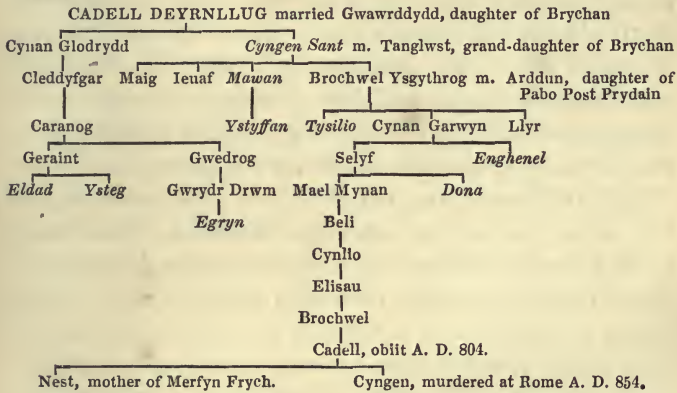 CADELL DEYRNLLUG married Gwawrddydd, daughter of Brychan
Cynan Glodrydd Cyngen Sant m. Tanglwst, grand-daughter of Brychan
Cleddyfgar Maig Ieuaf Mawan Brochwel Ysgythrog m. Arddun, daughter of
Pabo Post Prydain
Caranog Ystyffan Tysilio Cynan Garwyn Llyr
Geraint Gwedrog Selyf Enghenel
Eldad Ysteg Gwrydr Drwm Mael Mynan Dona
Egryn Beli
Cynllo
Elisau
Brochwel
Cadell, obiit A. D. 804.
Nest, mother of Merfyn Frych. Cyngen, murdered at Rome A. D. 854.